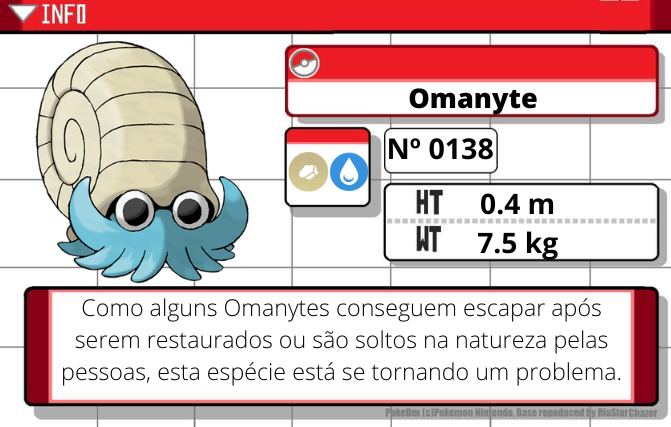 INFO
Omanyte
Nº 0138
HT 0.4 m
WT 7.5 kg
Como alguns Omanytes conseguem escapar após
serem restaurados ou são soltos na natureza pelas
pessoas, esta espécie está se tornando um problema.
PokeDex (c)Pokemon Nintendo. Base reproduced by RiaStarChazer